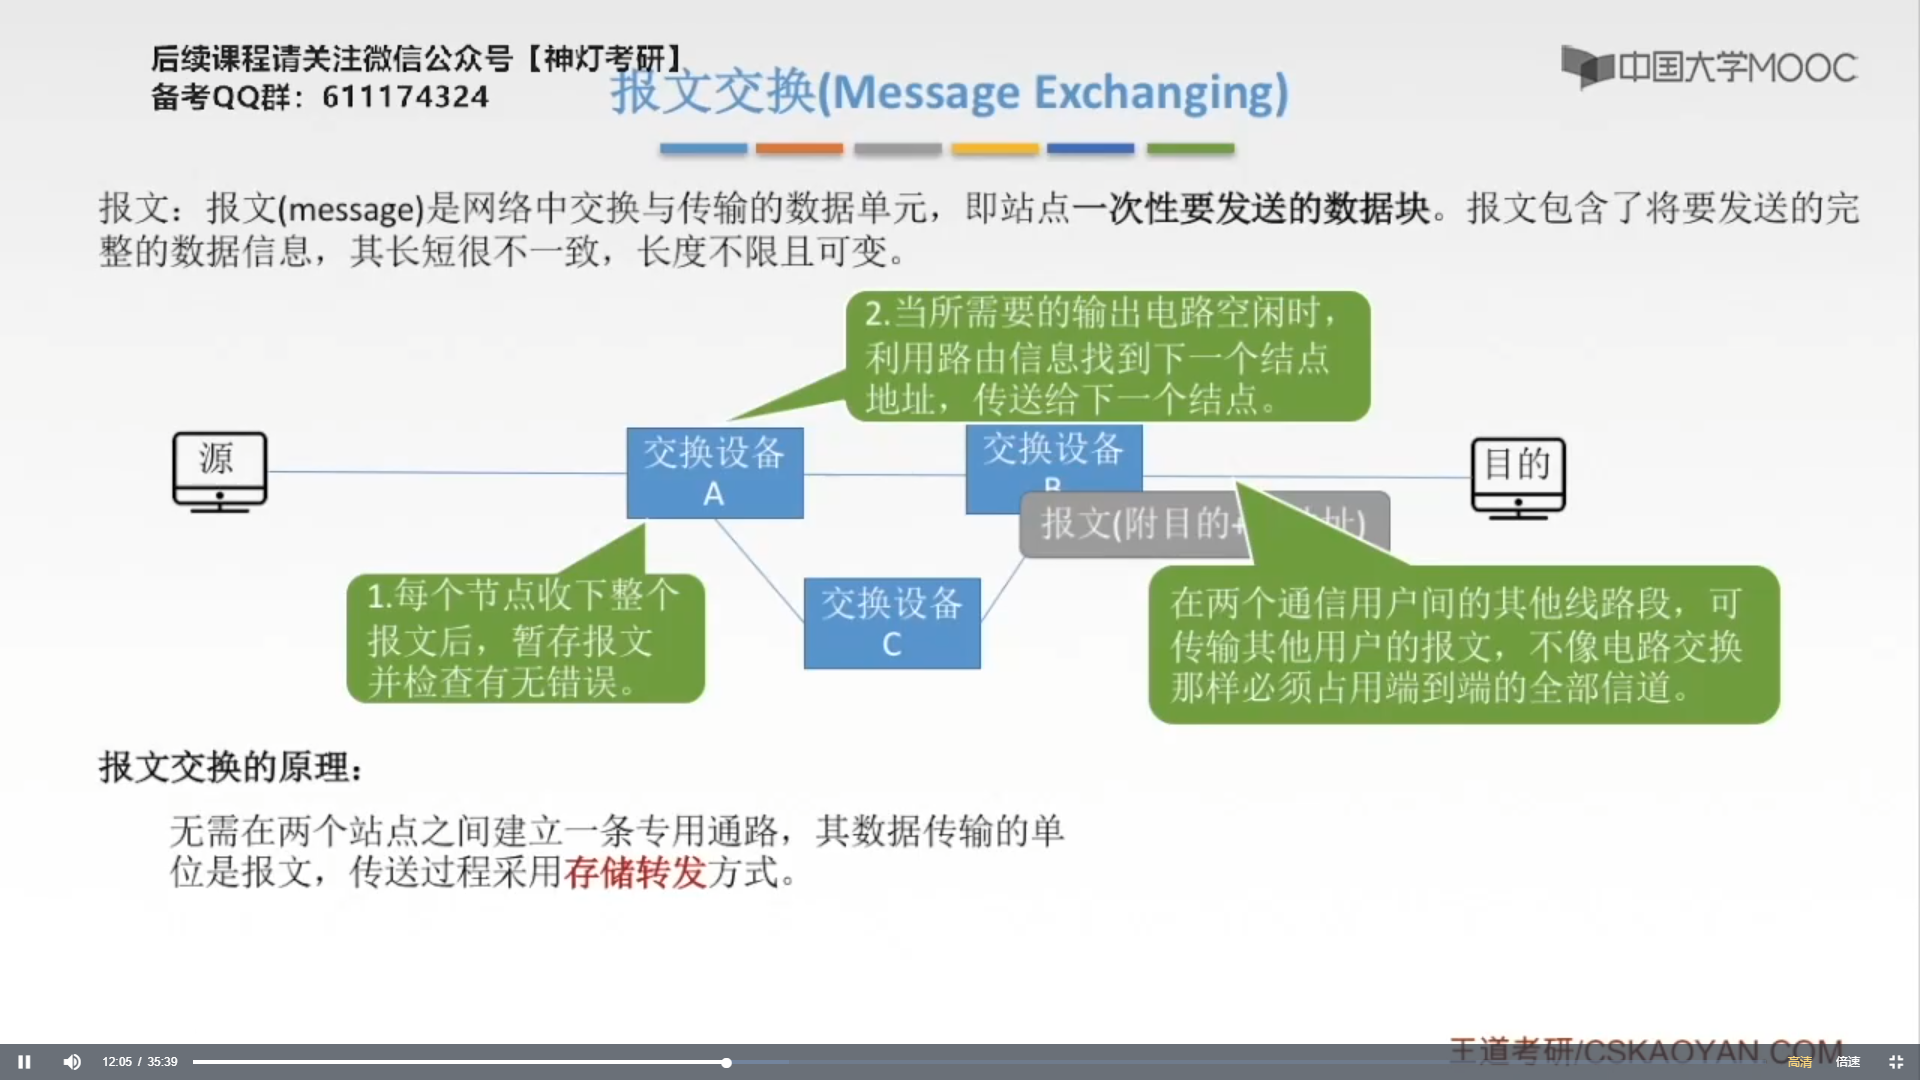 后续课程请关注微信公众号【神灯考研】
备考QQ群：611174324
中国大学MOOC
报文交换(Message Exchanging)
报文：报文(message)是网络中交换与传输的数据单元，即站点一次性要发送的数据块。报文包含了将要发送的完
整的数据信息，其长短很不一致，长度不限且可变。
2.当所需要的输出电路空闲时，
利用路由信息找到下一个结点
地址，传送给下一个结点。
源
交换设备
A
交换设备
B
目的
报文(附目的+
址)
1.每个节点收下整个
报文后，暂存报文
并检查有无错误。
交换设备
C
在两个通信用户间的其他线路段，可
传输其他用户的报文，不像电路交换
那样必须占用端到端的全部信道。
报文交换的原理：
无需在两个站点之间建立一条专用通路，其数据传输的单
位是报文，传送过程采用存储转发方式。
王道考研/CSKAOYAN.COM
12:05 / 35:39
高清
倍速